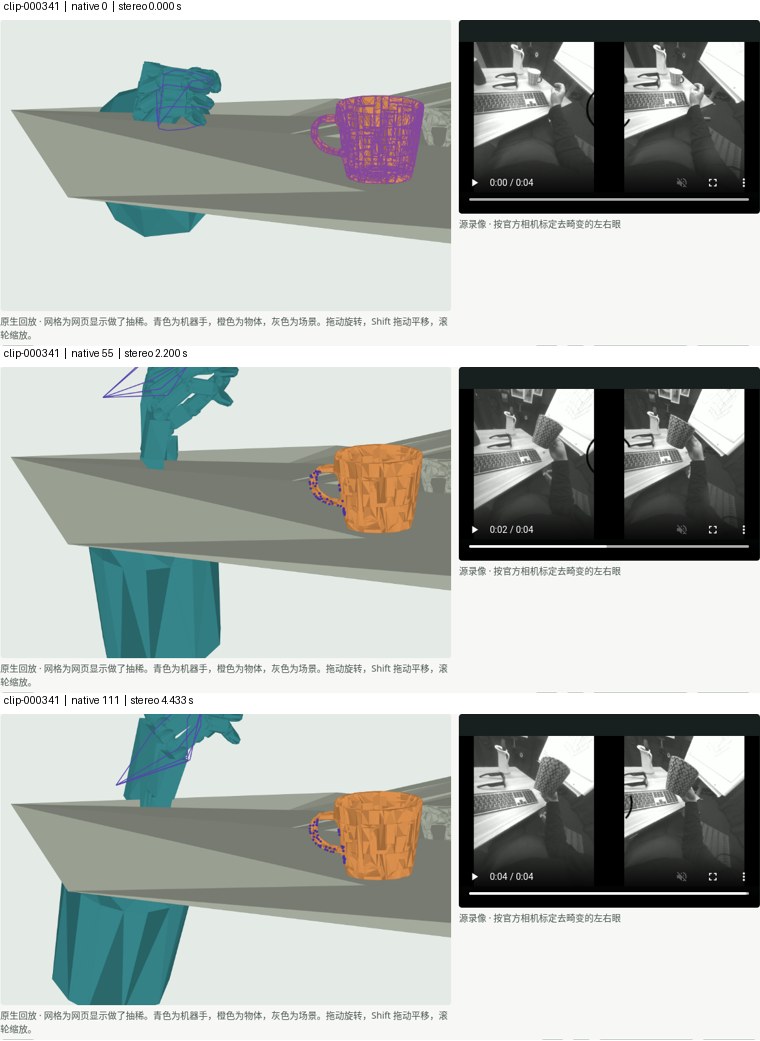 clip-000341 | native 0 | stereo 0.000 s
0:00 / 0:04
源录像 · 按官方相机标定去畸变的左右眼
原生回放 · 网格为网页显示做了抽稀。青色为机器手，橙色为物体，灰色为场景。拖动旋转，Shift 拖动平移，滚
轮缩放。
clip-000341 | native 55 | stereo 2.200 s
0:02 / 0:04
源录像 · 按官方相机标定去畸变的左右眼
原生回放 · 网格为网页显示做了抽稀。青色为机器手，橙色为物体，灰色为场景。拖动旋转，Shift 拖动平移，滚
轮缩放。
clip-000341 | native 111 | stereo 4.433 s
0:04 / 0:04
源录像 · 按官方相机标定去畸变的左右眼
原生回放 · 网格为网页显示做了抽稀。青色为机器手，橙色为物体，灰色为场景。拖动旋转，Shift 拖动平移，滚
轮缩放。